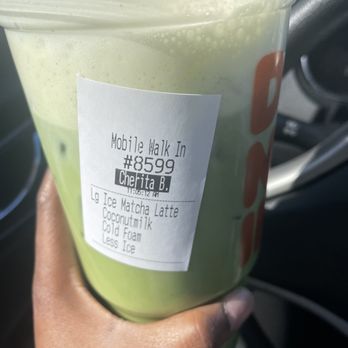 Mobile Walk In
#8599
Cherita B.
Lg Ice Matcha Latte
Coconutmilk
Cold Foam
Less Ice